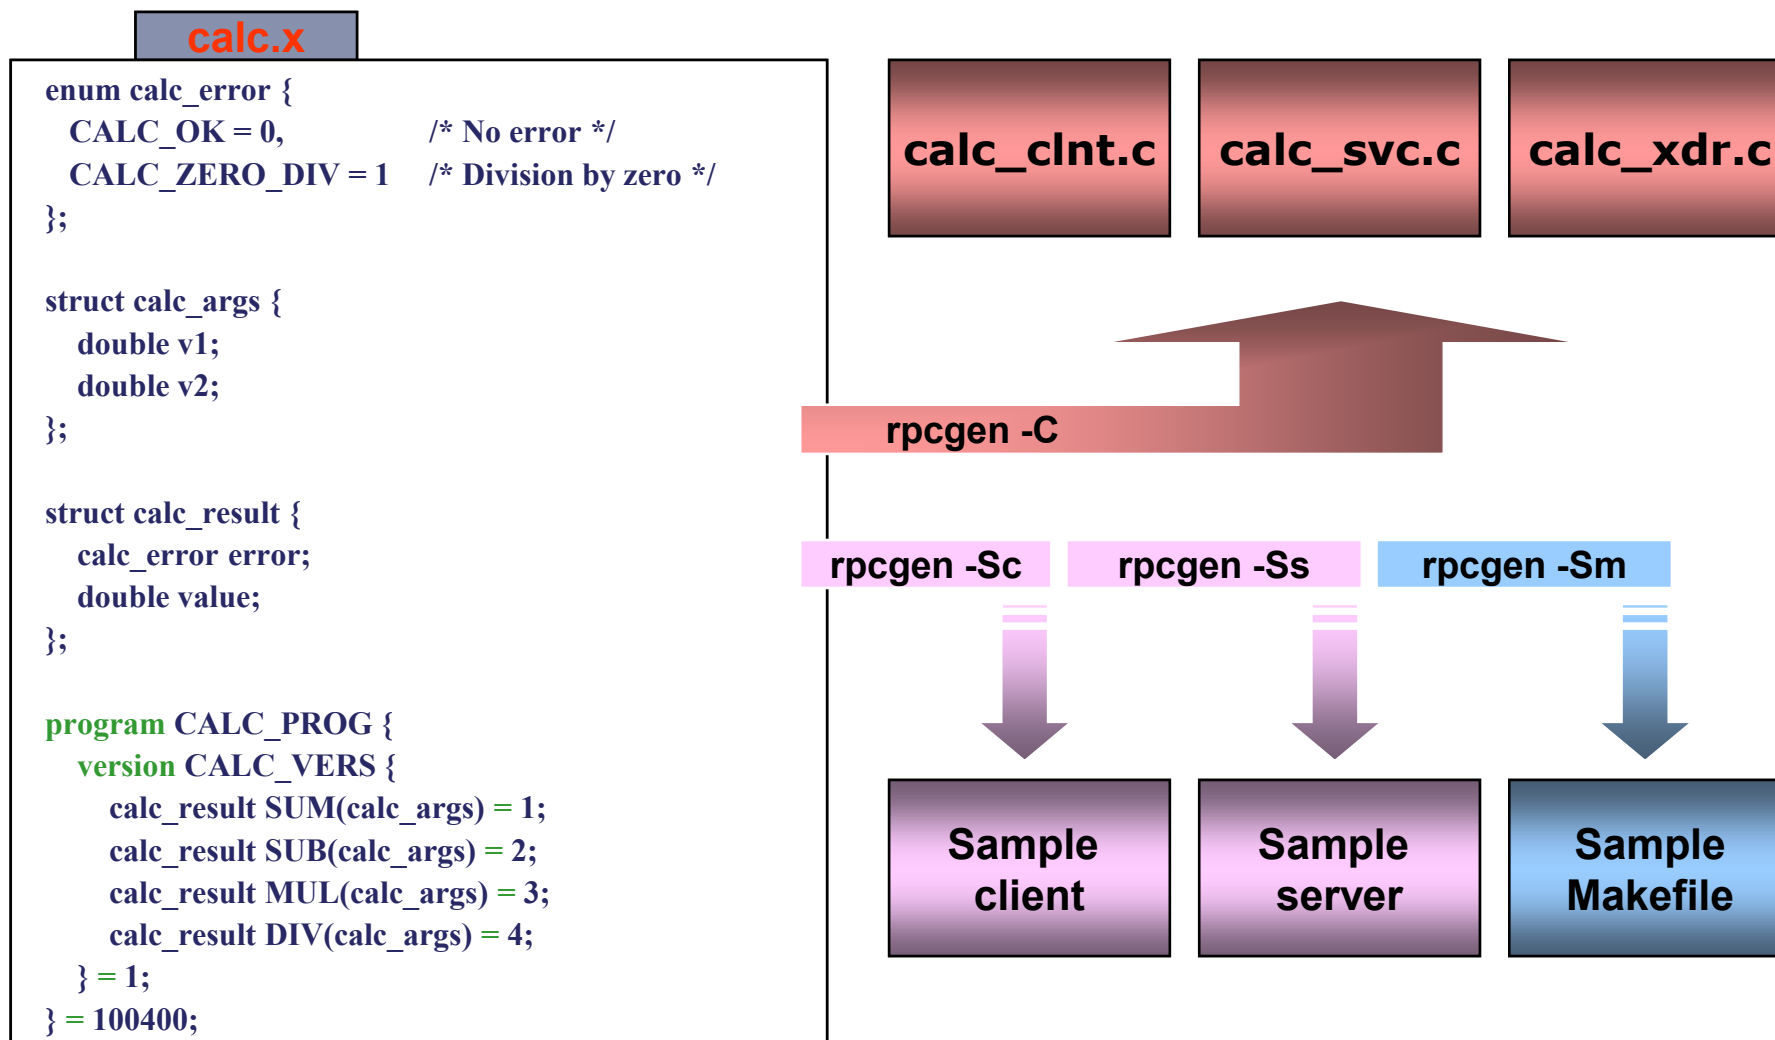 calc.x
enum calc_error {
CALC_OK = 0, /* No error */
CALC_ZERO_DIV = 1 /* Division by zero */
};
struct calc_args {
double v1;
double v2;
};
struct calc_result {
calc_error error;
double value;
};
program CALC_PROG {
version CALC_VERS {
calc_result SUM(calc_args) = 1;
calc_result SUB(calc_args) = 2;
calc_result MUL(calc_args) = 3;
calc_result DIV(calc_args) = 4;
} = 1;
} = 100400;
calc_clnt.c
calc_svc.c
calc_xdr.c
rpcgen -C
rpcgen -Sc
rpcgen -Ss
rpcgen -Sm
Sample
client
Sample
server
Sample
Makefile